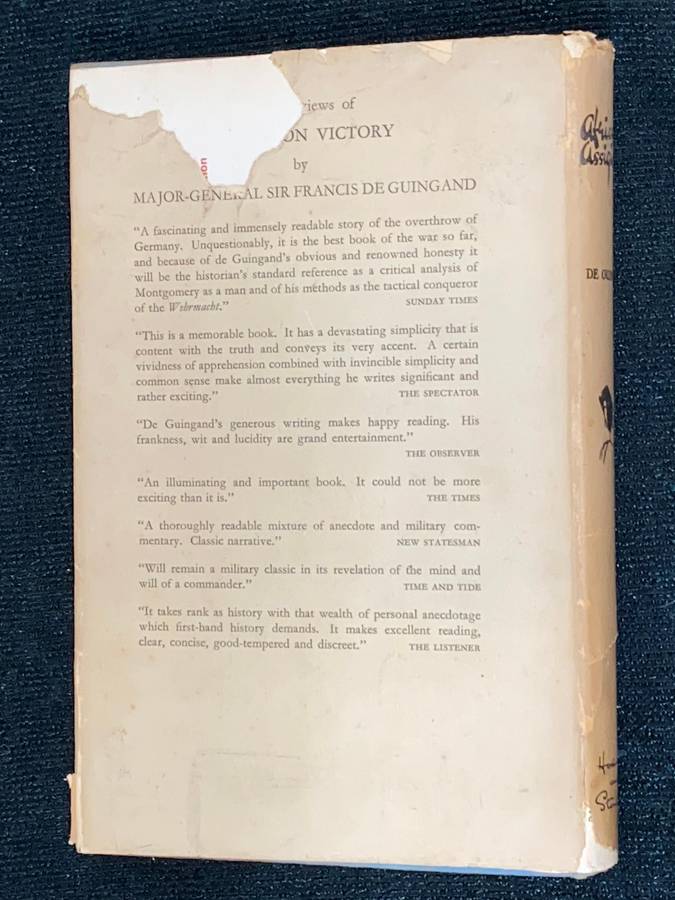 views of
ON VICTORY
by
MAJOR-GENERAL SIR FRANCIS DE GUINGAND
"A fascinating and immensely readable story of the overthrow of
Germany. Unquestionably, it is the best book of the war so far,
and because of de Guingand's obvious and renowned honesty it
will be the historian's standard reference as a critical analysis of
Montgomery as a man and of his methods as the tactical conqueror
of the Wehrmacht." SUNDAY TIMES
"This is a memorable book. It has a devastating simplicity that is
content with the truth and conveys its very accent. A certain
vividness of apprehension combined with invincible simplicity and
common sense make almost everything he writes significant and
rather exciting." THE SPECTATOR
"De Guingand's generous writing makes happy reading. His
frankness, wit and lucidity are grand entertainment."
THE OBSERVER
"An illuminating and important book. It could not be more
exciting than it is." THE TIMES
"A thoroughly readable mixture of anecdote and military com-
mentary. Classic narrative." NEW STATESMAN
"Will remain a military classic in its revelation of the mind and
will of a commander." TIME AND TIDE
"It takes rank as history with that wealth of personal anecdotage
which first-hand history demands. It makes excellent reading,
clear, concise, good-tempered and discreet." THE LISTENER
Afri
Assig
DE GUIN